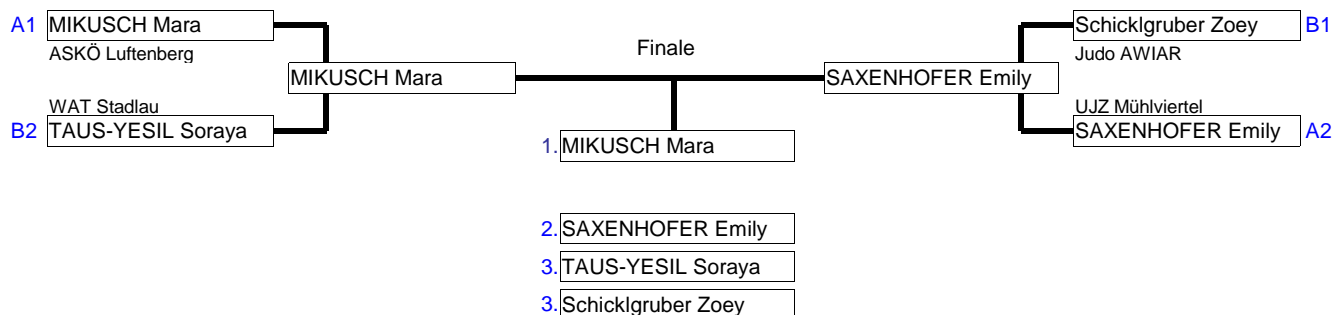 A1 MIKUSCH Mara
ASKÖ Luftenberg
MIKUSCH Mara
WAT Stadlau
B2 TAUS-YESIL Soraya
Finale
Schicklgruber Zoey B1
Judo AWIAR
SAXENHOFER Emily
UJZ Mühlviertel
SAXENHOFER Emily A2
1. MIKUSCH Mara
2. SAXENHOFER Emily
3. TAUS-YESIL Soraya
3. Schicklgruber Zoey